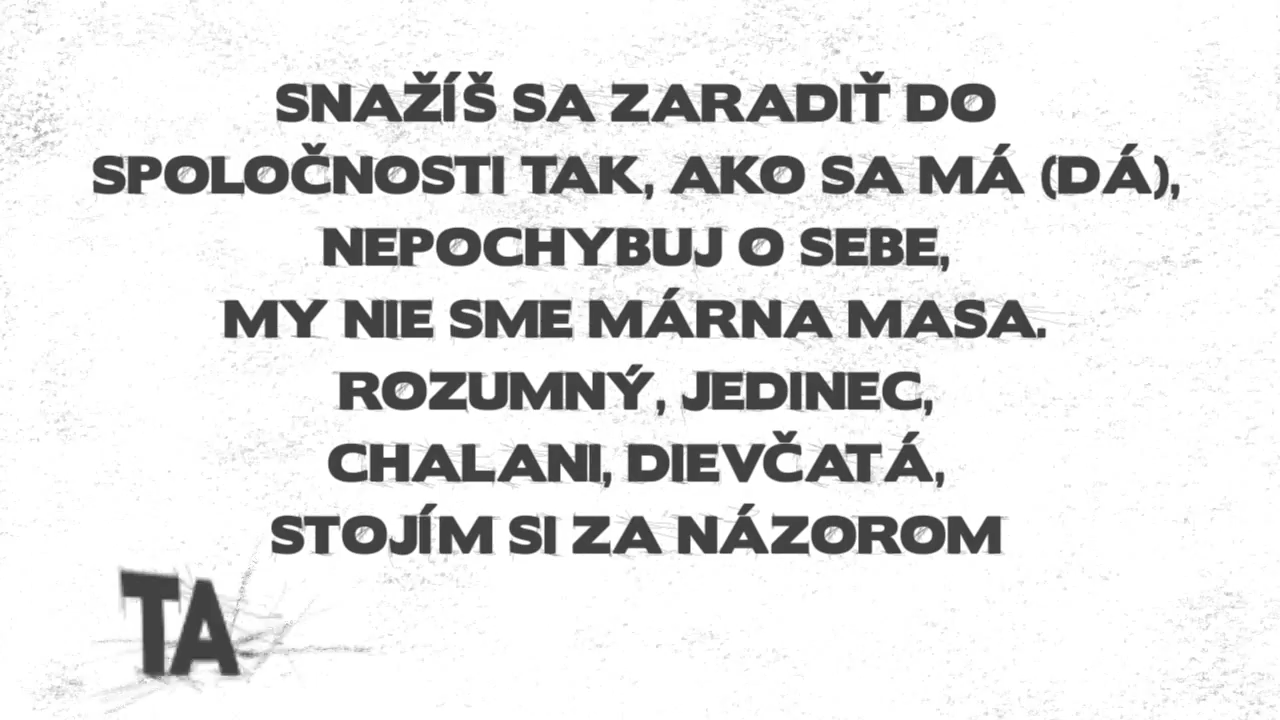 SNAŽÍŠ SA ZARADIŤ DO
SPOLOČNOSTI TAK, AKO SA MÁ (DÁ),
NEPOCHYBUJ O SEBE,
MY NIE SME MÁRNA MASA.
ROZUMNÝ, JEDINEC,
CHALANI, DIEVČATÁ,
STOJÍM SI ZA NÁZOROM
TA